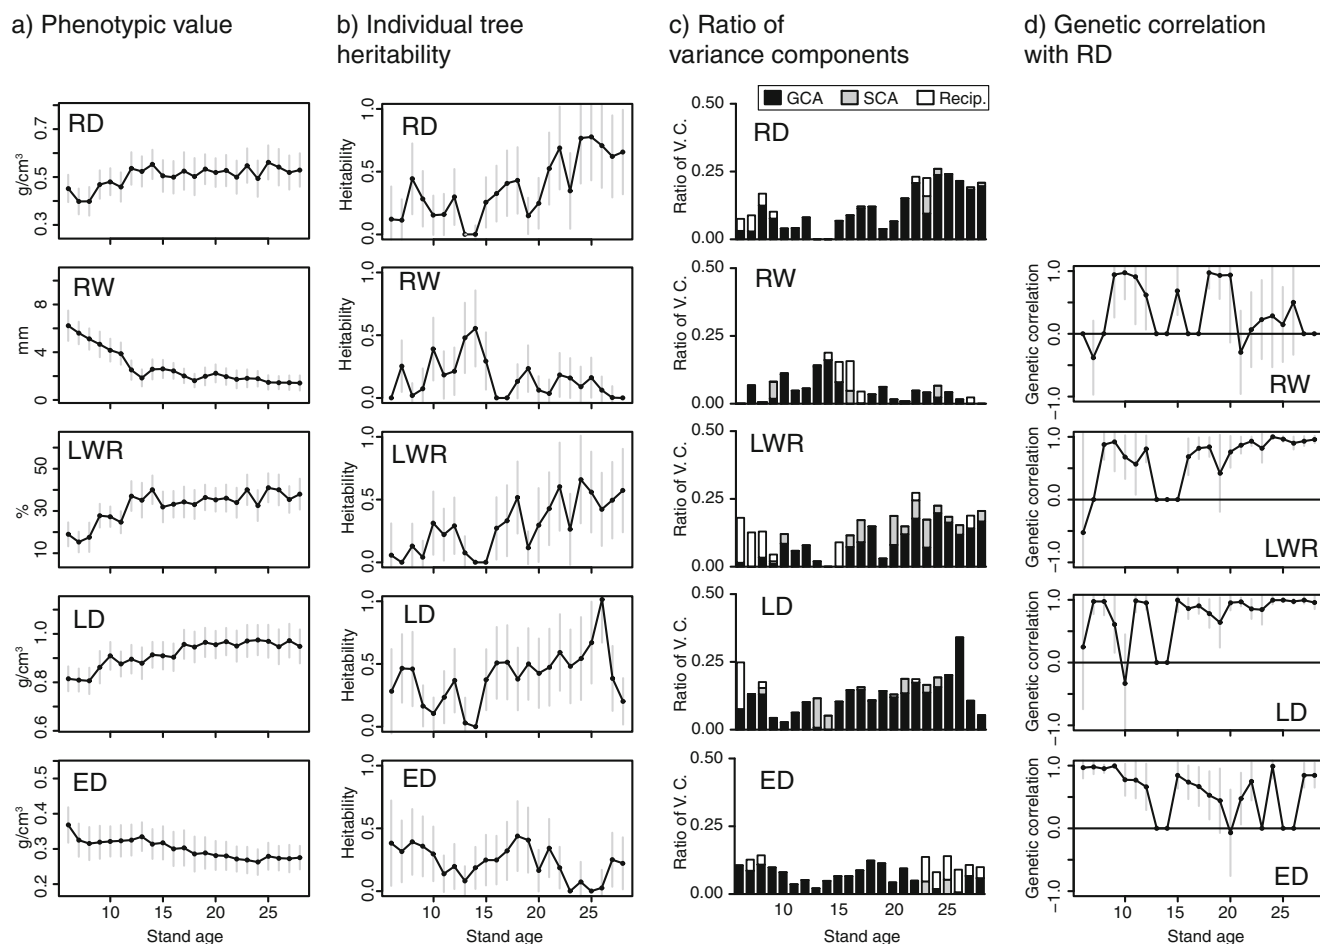 a) Phenotypic value
b) Individual tree
heritability
c) Ratio of
variance components
d) Genetic correlation
with RD
RD
g/cm³
0.3
0.5
0.7
RD
Heitability
0.0
0.5
1.0
GCA
SCA
Recip.
RD
Ratio of V. C.
0.00
0.25
0.50
RW
mm
0
4
8
RW
Heitability
0.0
0.5
1.0
RW
Ratio of V. C.
0.00
0.25
0.50
RW
Genetic correlation
−1.0
0.0
1.0
LWR
%
10
30
50
LWR
Heitability
0.0
0.5
1.0
LWR
Ratio of V. C.
0.00
0.25
0.50
LWR
Genetic correlation
−1.0
0.0
1.0
LD
g/cm³
0.6
0.8
1.0
LD
Heitability
0.0
0.5
1.0
LD
Ratio of V. C.
0.00
0.25
0.50
LD
Genetic correlation
−1.0
0.0
1.0
ED
g/cm³
0.2
0.3
0.4
0.5
10
15
20
25
Stand age
ED
Heitability
0.0
0.5
1.0
10
15
20
25
Stand age
ED
Ratio of V. C.
0.00
0.25
0.50
10
15
20
25
Stand age
ED
Genetic correlation
−1.0
0.0
1.0
10
15
20
25
Stand age